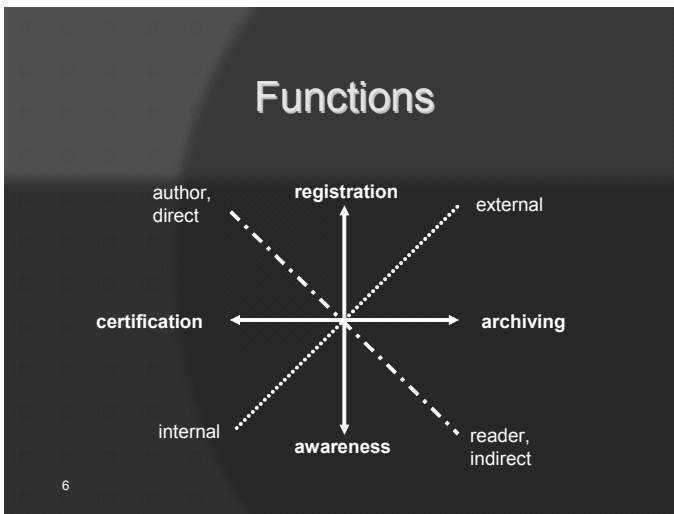 Functions
author,
direct
registration
external
certification
archiving
internal
awareness
reader,
indirect
6